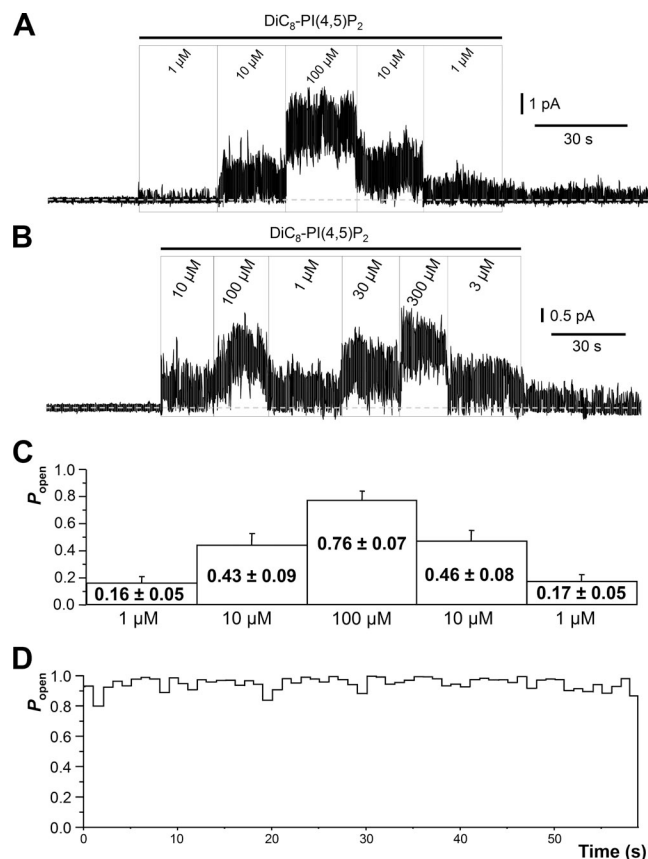 A
DiC8-PI(4,5)P2
1 µM 10 µM 100 µM 10 µM 1 µM
1 pA
30 s
B
DiC8-PI(4,5)P2
10 µM 100 µM 1 µM 30 µM 300 µM 3 µM
0.5 pA
30 s
C
Popen
1.0
0.8
0.6
0.4
0.2
0.0
0.16 ± 0.05 0.43 ± 0.09 0.76 ± 0.07 0.46 ± 0.08 0.17 ± 0.05
1 µM 10 µM 100 µM 10 µM 1 µM
D
Popen
1.0
0.8
0.6
0.4
0.2
0.0
0 10 20 30 40 50
Time (s)